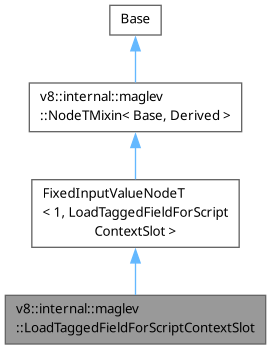 Base
v8::internal::maglev
::NodeTMixin< Base, Derived >
FixedInputValueNodeT
< 1, LoadTaggedFieldForScript
ContextSlot >
v8::internal::maglev
::LoadTaggedFieldForScriptContextSlot